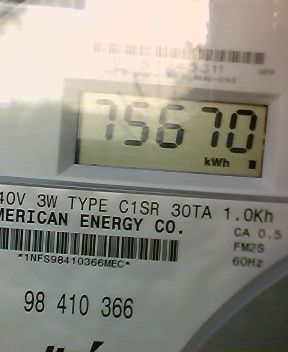 75670
kWh
40V 3W TYPE C1SR 30TA 1.0Kh
MERICAN ENERGY CO.
CA 0.5
FM2S
*1NFS98410366MEC*
60Hz
98 410 366